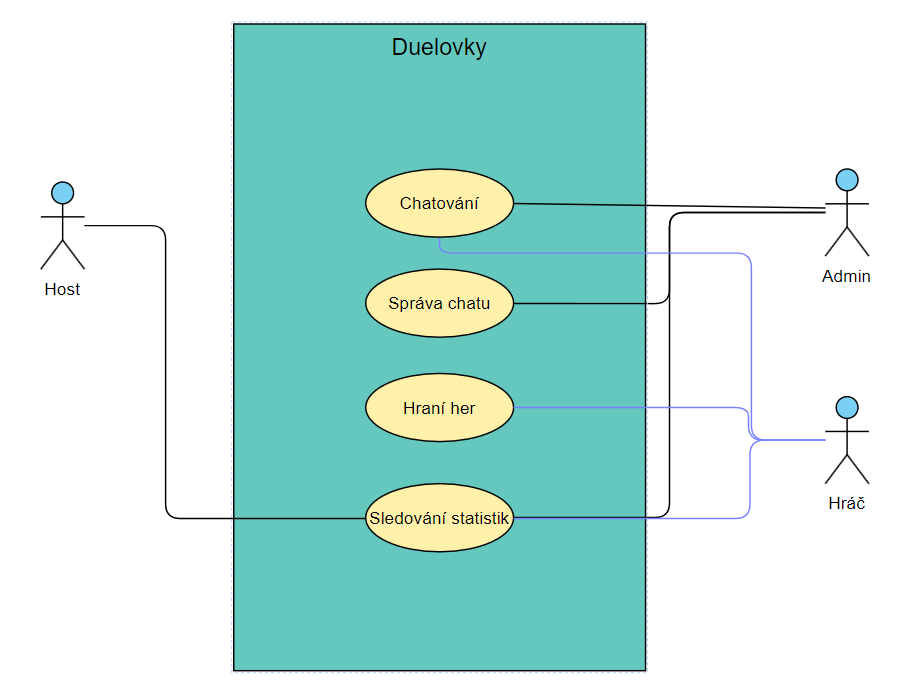 Duelovky
Chatování
Správa chatu
Hraní her
Sledování statistik
Host
Admin
Hráč